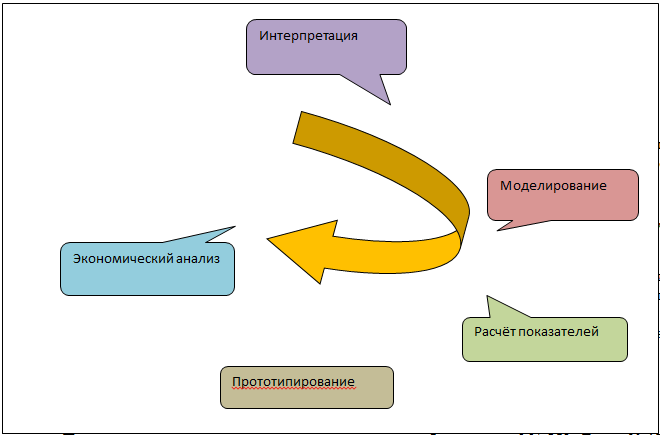 Интерпретация
Моделирование
Экономический анализ
Расчёт показателей
Прототипирование